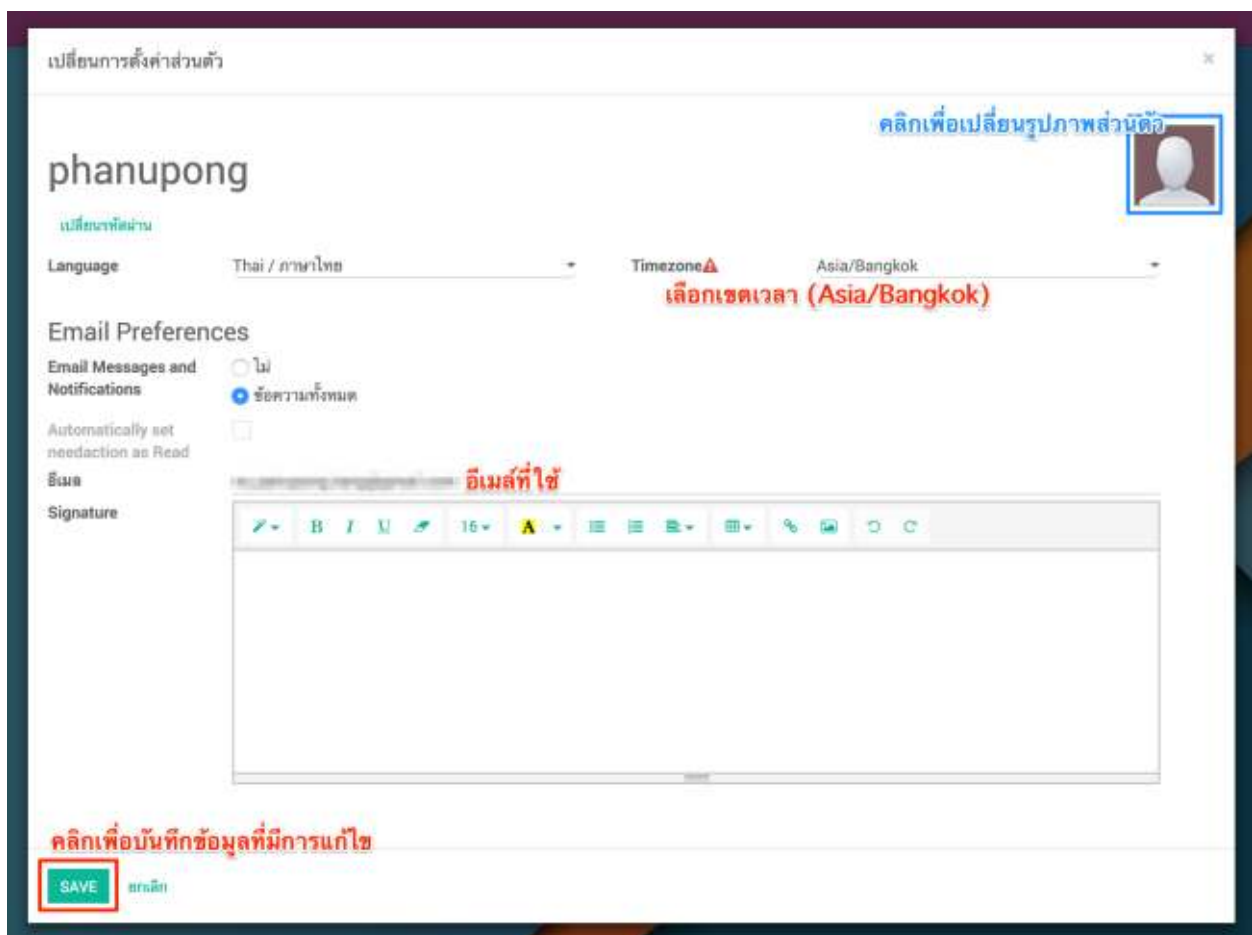 เปลี่ยนการตั้งค่าส่วนตัว ×
คลิกเพื่อเปลี่ยนรูปภาพส่วนตัว
phanupong
เปลี่ยนรหัสผ่าน
Language Thai / ภาษาไทย Timezone Asia/Bangkok
เลือกเขตเวลา (Asia/Bangkok)
Email Preferences
Email Messages and ไม่
Notifications ข้อความทั้งหมด
Automatically set
needaction as Read
อีเมล อีเมล์ที่ใช้
Signature
B I U 16 A
คลิกเพื่อบันทึกข้อมูลที่มีการแก้ไข
SAVE ยกเลิก